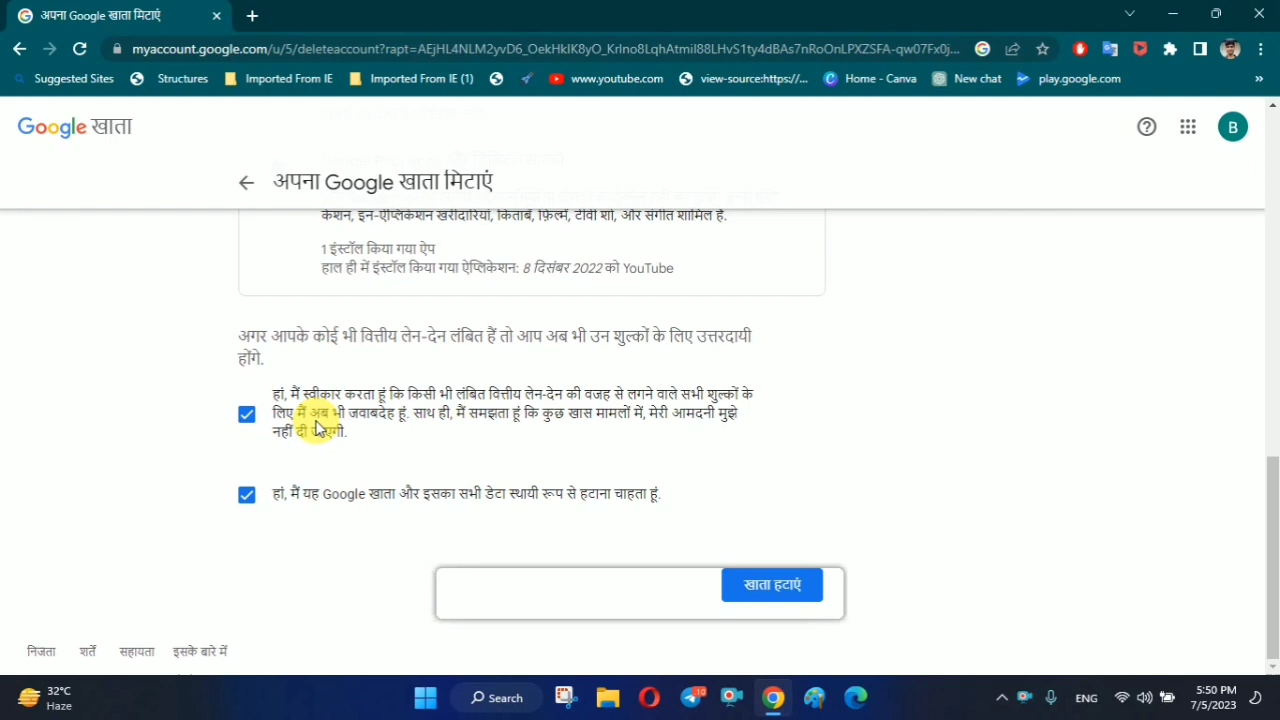 अपना Google खाता मिटाएं
myaccount.google.com/u/5/deleteaccount?rapt=AEjHL4NLM2yvD6_OekHkIK8yO_KrIno8LqhAtmiI88LHvS1ty4dBAs7nRoOnLPXZSFA-qw07Fx0j...
Suggested Sites Structures Imported From IE Imported From IE (1) www.youtube.com view-source:https://... Home - Canva New chat play.google.com »
Google खाता
B
अपना Google खाता मिटाएं
केशन, इन-ऐप्लिकेशन खरीदारियां, किताबें, फ़िल्में, टीवी शो, और संगीत शामिल है.
1 इंस्टॉल किया गया ऐप
हाल ही में इंस्टॉल किया गया ऐप्लिकेशन: 8 दिसंबर 2022 को YouTube
अगर आपके कोई भी वित्तीय लेन-देन लंबित हैं तो आप अब भी उन शुल्कों के लिए उत्तरदायी
होंगे.
हां, मैं स्वीकार करता हूं कि किसी भी लंबित वित्तीय लेन-देन की वजह से लगने वाले सभी शुल्कों के
लिए मैं अब भी जवाबदेह हूं. साथ ही, मैं समझता हूं कि कुछ खास मामलों में, मेरी आमदनी मुझे
नहीं दी जाएगी.
हां, मैं यह Google खाता और इसका सभी डेटा स्थायी रूप से हटाना चाहता हूं.
खाता हटाएं
निजता शर्तें सहायता इसके बारे में
32°C
Haze
Search
10
ENG
5:50 PM
7/5/2023